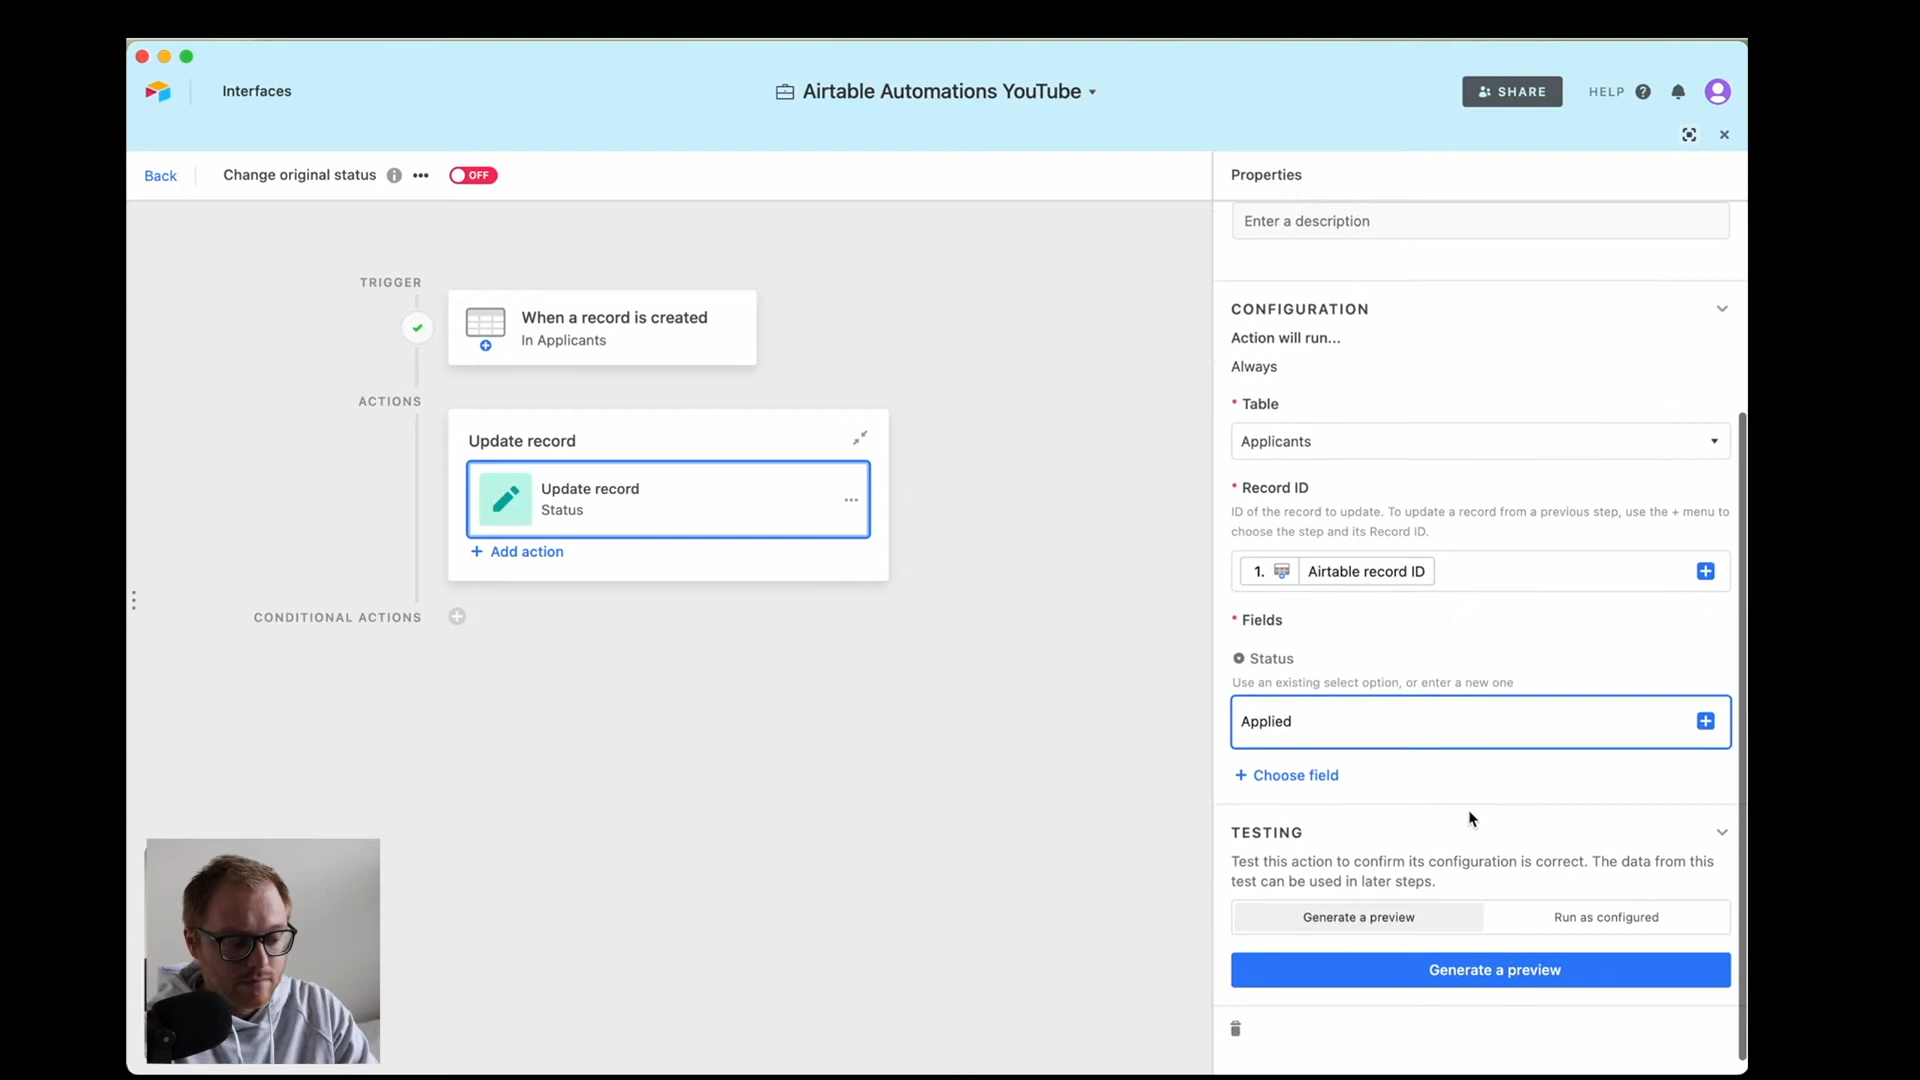 Interfaces
Airtable Automations YouTube
SHARE
HELP
Back
Change original status
OFF
Properties
Enter a description
TRIGGER
When a record is created
In Applicants
ACTIONS
Update record
Update record
Status
+ Add action
CONDITIONAL ACTIONS
CONFIGURATION
Action will run...
Always
* Table
Applicants
* Record ID
ID of the record to update. To update a record from a previous step, use the + menu to
choose the step and its Record ID.
1. Airtable record ID
* Fields
Status
Use an existing select option, or enter a new one
Applied
+ Choose field
TESTING
Test this action to confirm its configuration is correct. The data from this
test can be used in later steps.
Generate a preview
Run as configured
Generate a preview